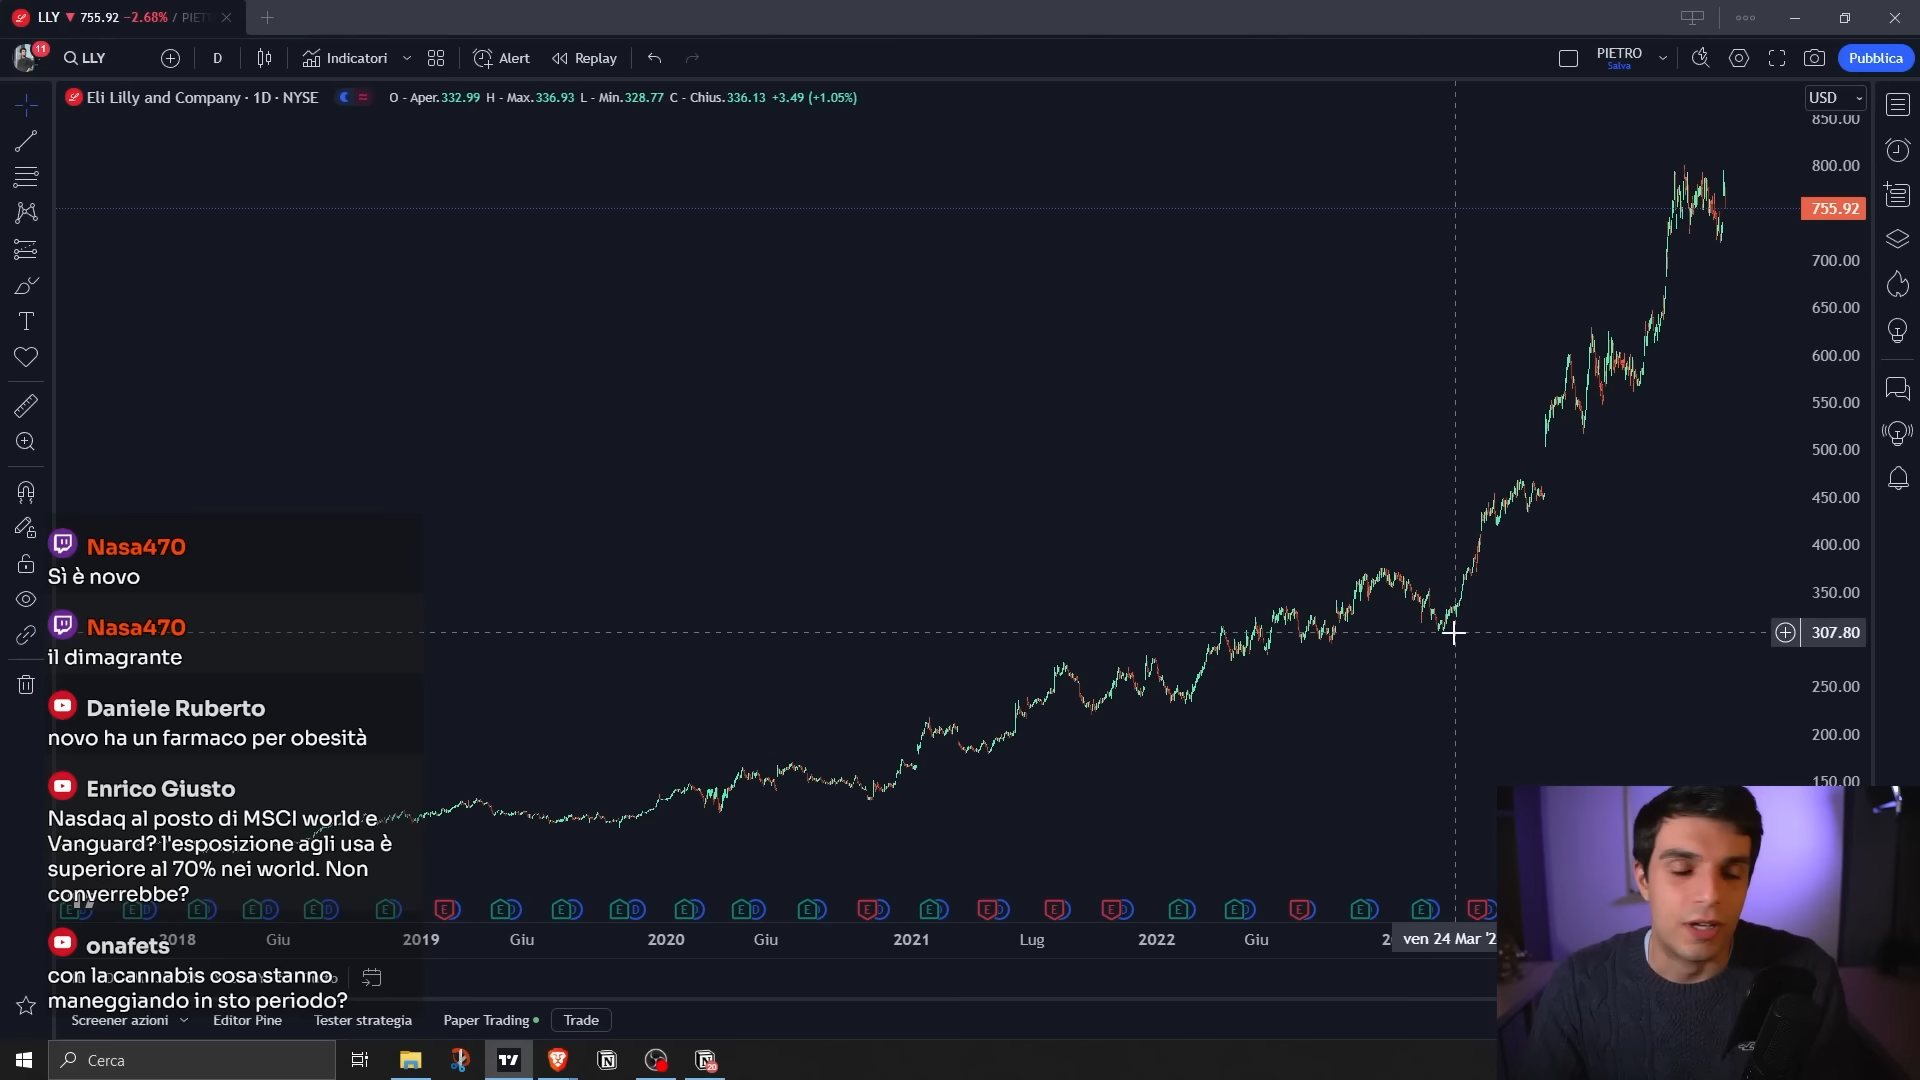 LLY ▼ 755.92 −2.68% / PIET
11
LLY
D
Indicatori
Alert
Replay
PIETRO
Salva
Pubblica
Eli Lilly and Company · 1D · NYSE
O - Aper.332.99 H - Max.336.93 L - Min.328.77 C - Chius.336.13 +3.49 (+1.05%)
USD
850.00
800.00
755.92
700.00
650.00
600.00
550.00
500.00
450.00
400.00
350.00
307.80
250.00
200.00
150.00
Nasa470
Sì è novo
Nasa470
il dimagrante
Daniele Ruberto
novo ha un farmaco per obesità
Enrico Giusto
Nasdaq al posto di MSCI world e
Vanguard? l'esposizione agli usa è
superiore al 70% nei world. Non
converrebbe?
onafets
con la cannabis cosa stanno
maneggiando in sto periodo?
2018 Giu 2019 Giu 2020 Giu 2021 Lug 2022 Giu
ven 24 Mar '2
Screener azioni
Editor Pine
Tester strategia
Paper Trading
Trade
Cerca
20